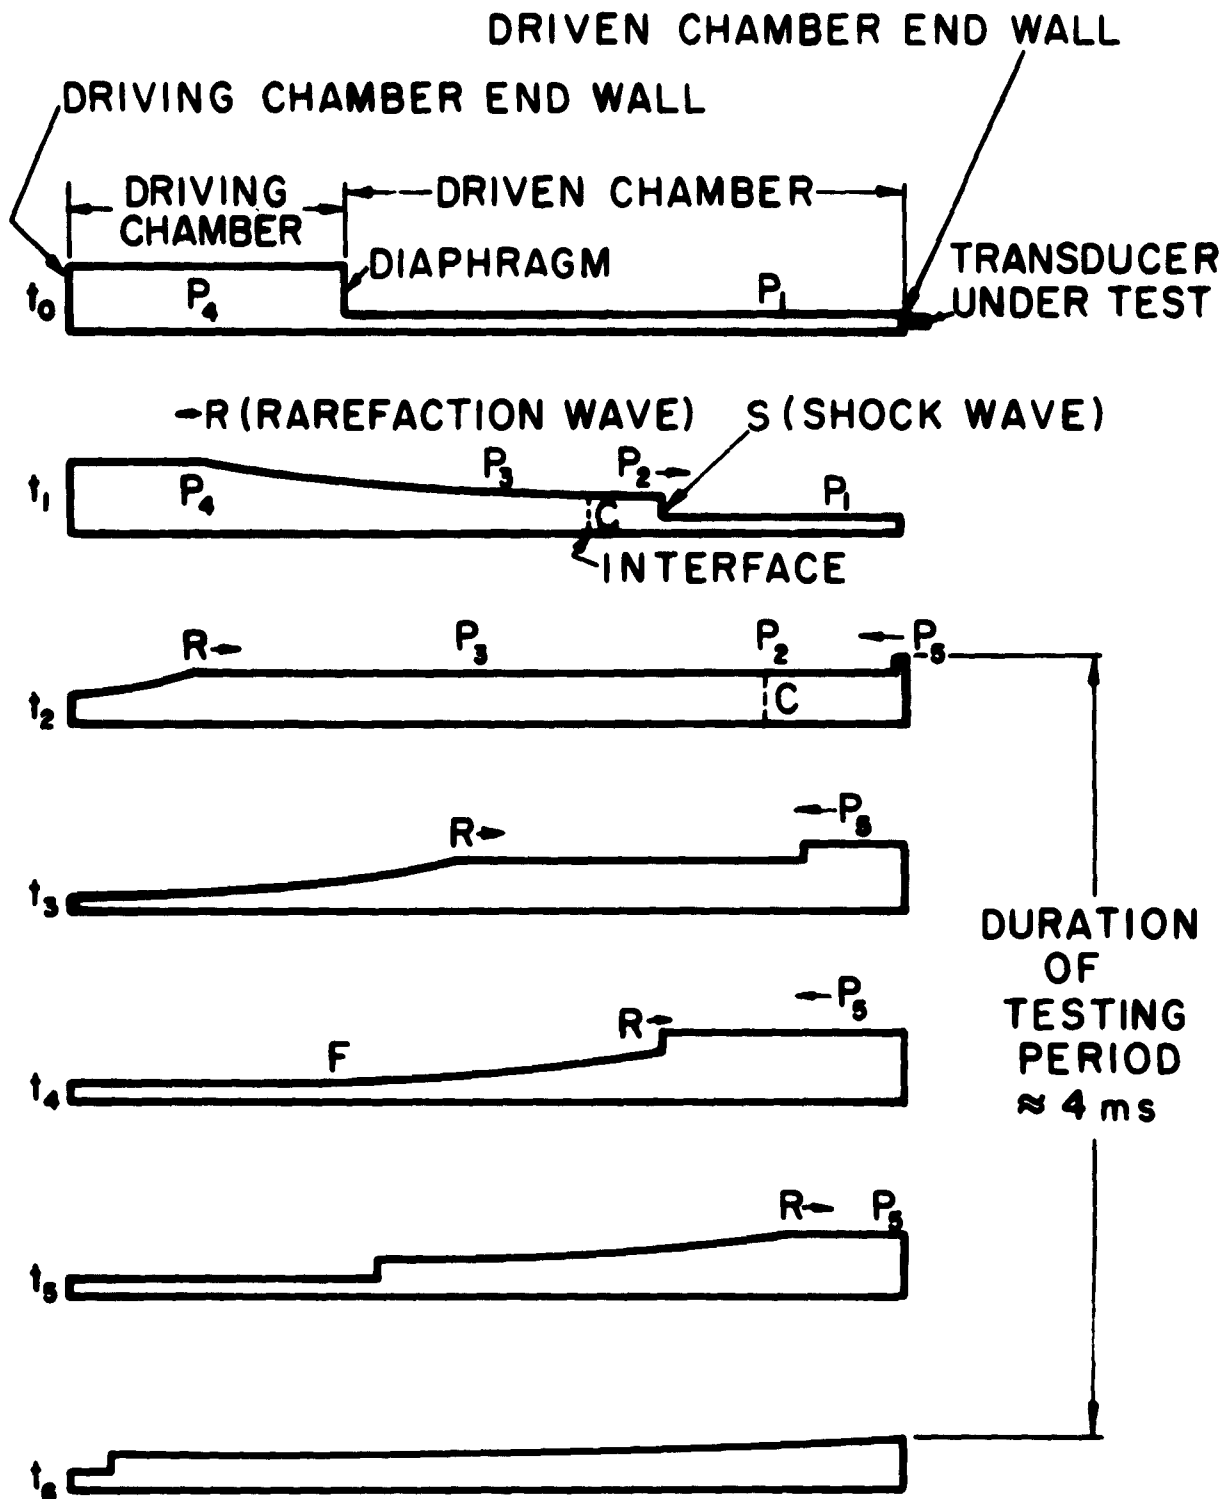 DRIVEN CHAMBER END WALL
DRIVING CHAMBER END WALL
DRIVING
CHAMBER
DRIVEN CHAMBER
DIAPHRAGM
TRANSDUCER
UNDER TEST
t0
P4
P1
R (RAREFACTION WAVE)
S (SHOCK WAVE)
t1
P4
P3
P2
P1
C
INTERFACE
t2
R
P3
P2
P5
C
t3
R
P5
t4
F
R
P5
DURATION
OF
TESTING
PERIOD
≈ 4 ms
t5
R
P5
t6